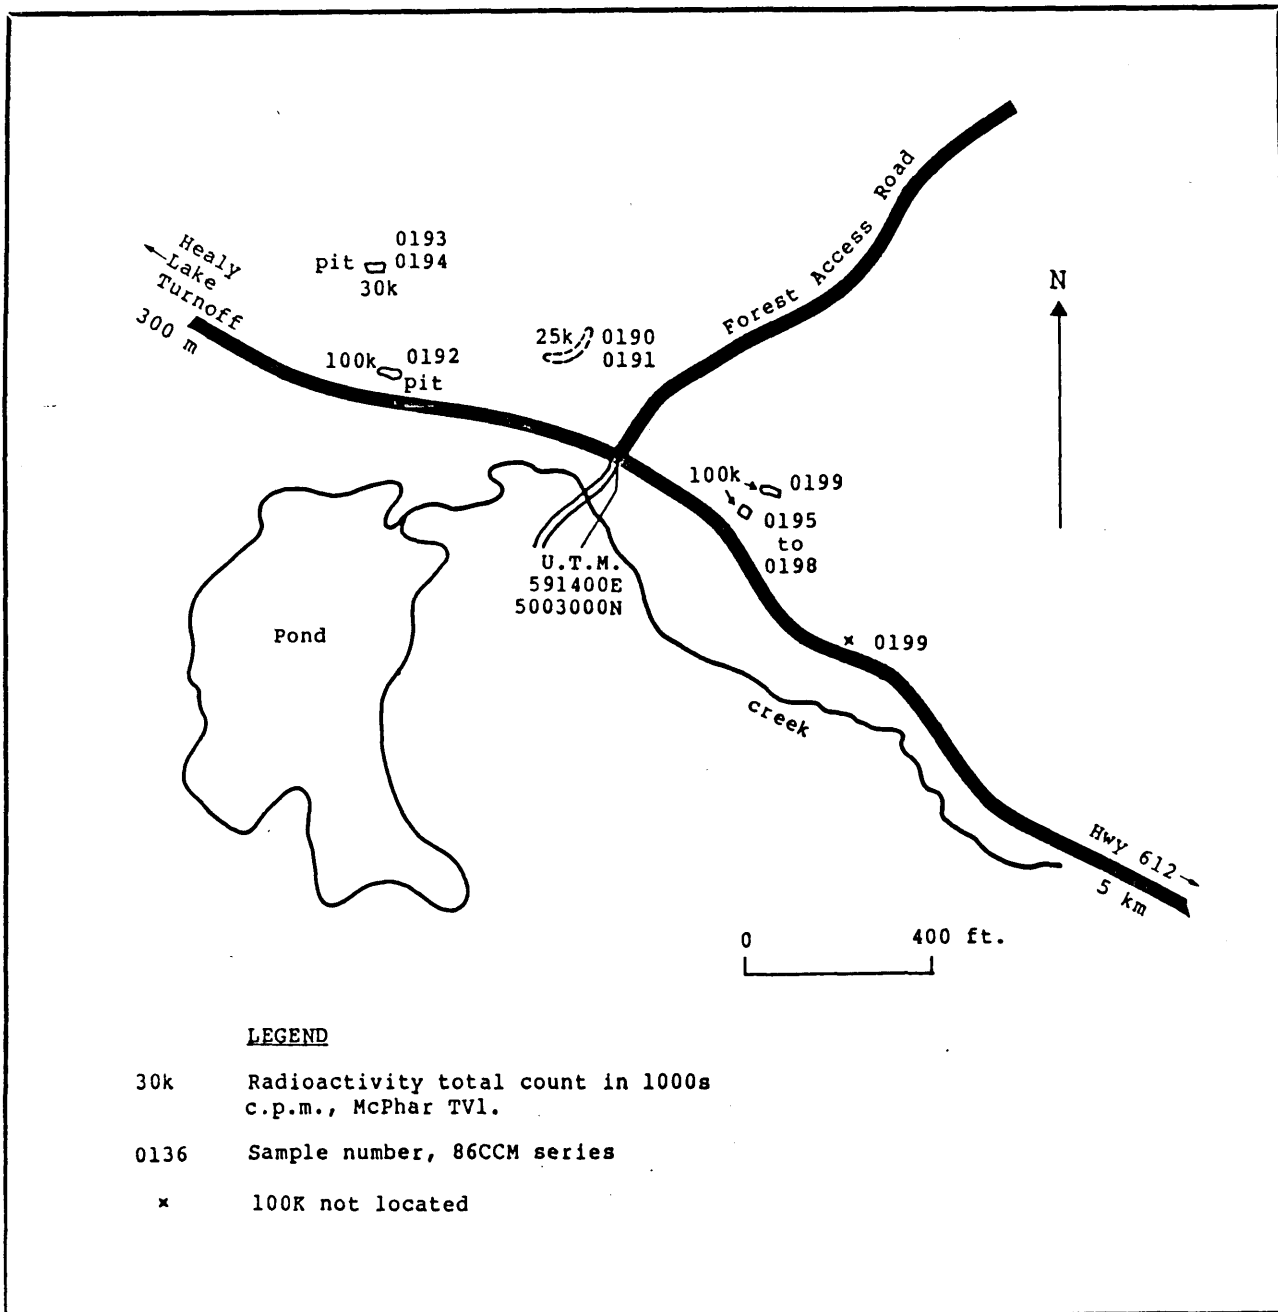 Forest Access Road
N
Healy
Lake
Turnoff
300 m
0193
pit 0194
30k
25k 0190
0191
100k 0192
pit
100k 0199
0195
to
0198
U.T.M.
591400E
5003000N
Pond
x 0199
creek
Hwy 612
5 km
0 400 ft.
LEGEND
30k Radioactivity total count in 1000s
c.p.m., McPhar TV1.
0136 Sample number, 86CCM series
x 100K not located